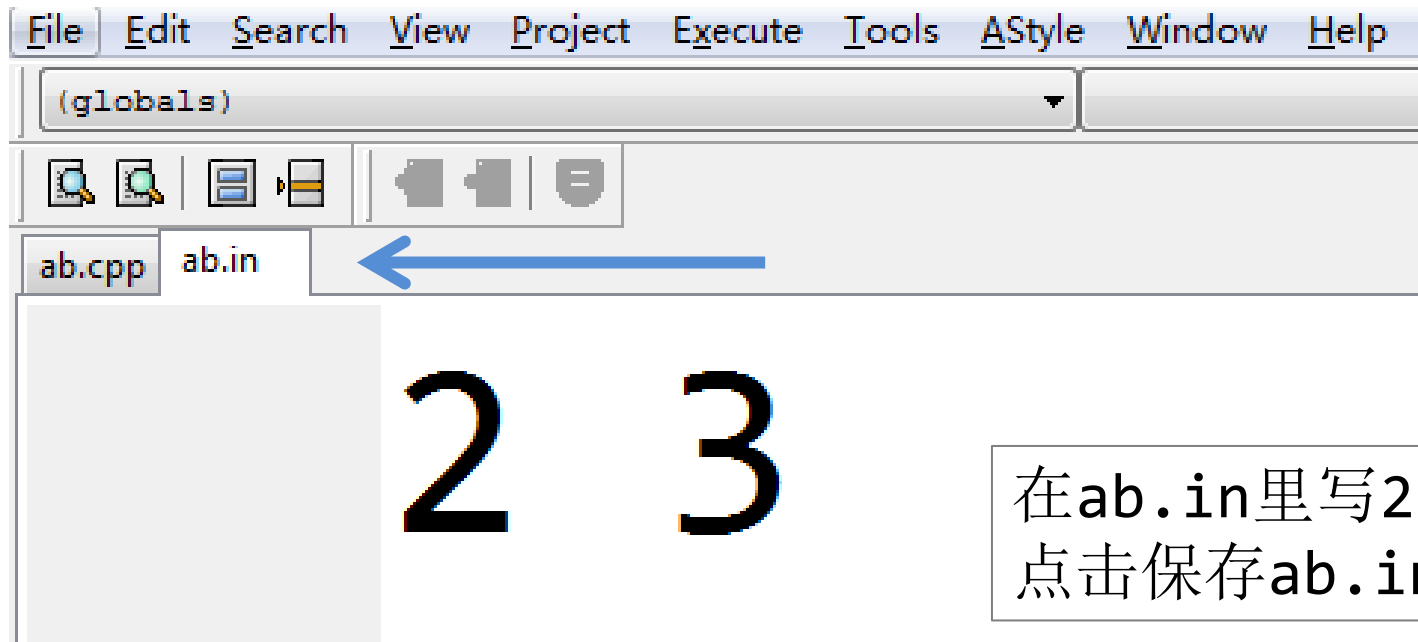 File Edit Search View Project Execute Tools AStyle Window Help
(globals)
ab.cpp ab.in
2 3
在ab.in里写2
点击保存ab.in